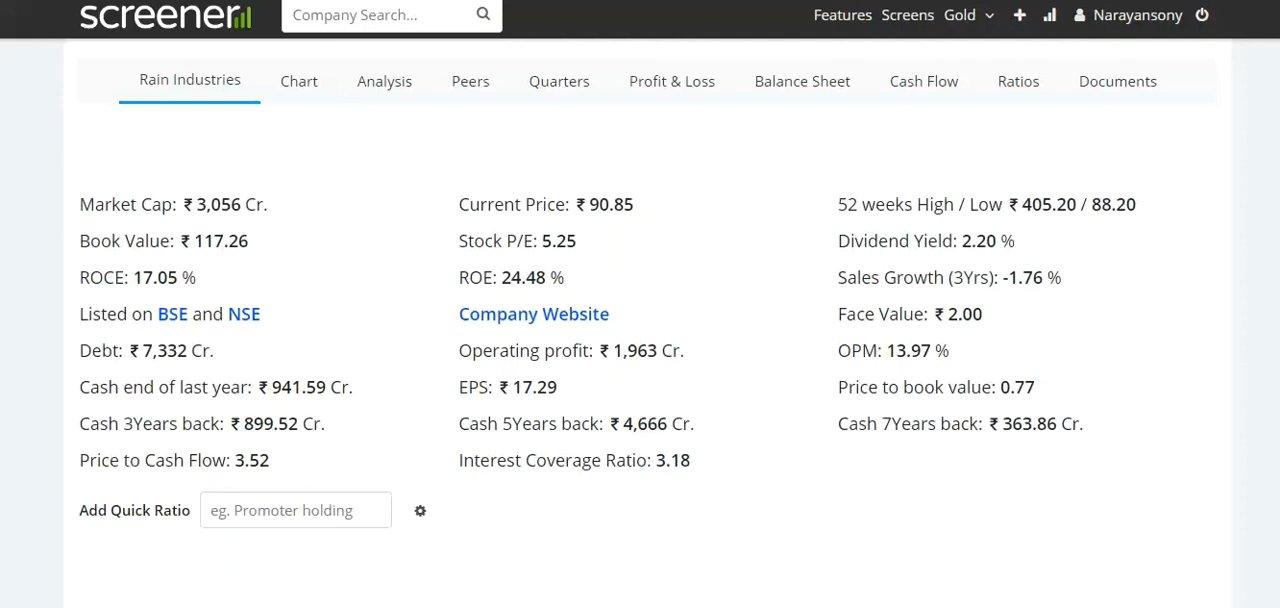 screener
Company Search...
Features Screens Gold Narayansony
Rain Industries Chart Analysis Peers Quarters Profit & Loss Balance Sheet Cash Flow Ratios Documents
Market Cap: ₹ 3,056 Cr. Current Price: ₹ 90.85 52 weeks High / Low ₹ 405.20 / 88.20
Book Value: ₹ 117.26 Stock P/E: 5.25 Dividend Yield: 2.20 %
ROCE: 17.05 % ROE: 24.48 % Sales Growth (3Yrs): -1.76 %
Listed on BSE and NSE Company Website Face Value: ₹ 2.00
Debt: ₹ 7,332 Cr. Operating profit: ₹ 1,963 Cr. OPM: 13.97 %
Cash end of last year: ₹ 941.59 Cr. EPS: ₹ 17.29 Price to book value: 0.77
Cash 3Years back: ₹ 899.52 Cr. Cash 5Years back: ₹ 4,666 Cr. Cash 7Years back: ₹ 363.86 Cr.
Price to Cash Flow: 3.52 Interest Coverage Ratio: 3.18
Add Quick Ratio eg. Promoter holding